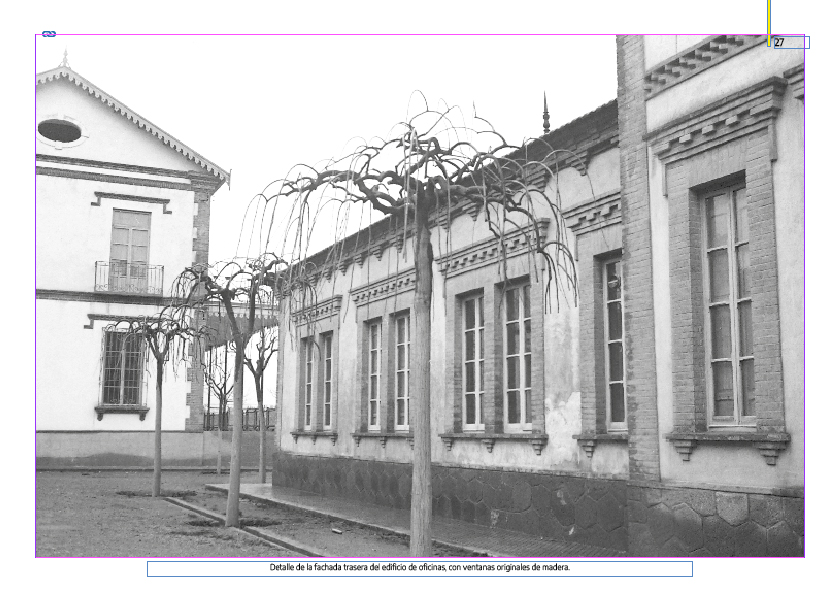 27
Detalle de la fachada trasera del edificio de oficinas, con ventanas originales de madera.